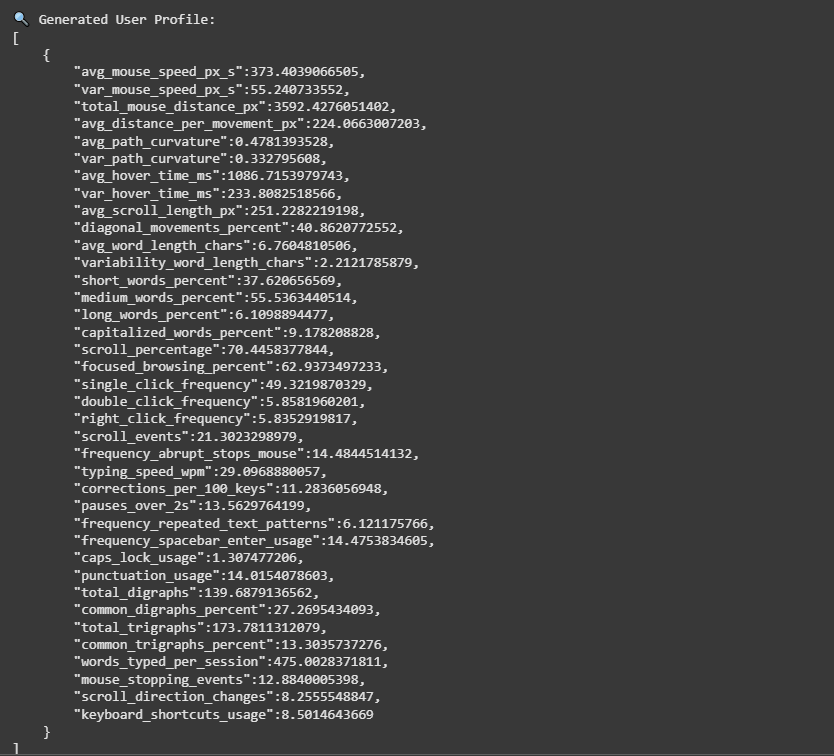 🔍 Generated User Profile:
[
    {
        "avg_mouse_speed_px_s":373.4039066505,
        "var_mouse_speed_px_s":55.240733552,
        "total_mouse_distance_px":3592.4276051402,
        "avg_distance_per_movement_px":224.0663007203,
        "avg_path_curvature":0.4781393528,
        "var_path_curvature":0.332795608,
        "avg_hover_time_ms":1086.7153979743,
        "var_hover_time_ms":233.8082518566,
        "avg_scroll_length_px":251.2282219198,
        "diagonal_movements_percent":40.8620772552,
        "avg_word_length_chars":6.7604810506,
        "variability_word_length_chars":2.2121785879,
        "short_words_percent":37.620656569,
        "medium_words_percent":55.5363440514,
        "long_words_percent":6.1098894477,
        "capitalized_words_percent":9.178208828,
        "scroll_percentage":70.4458377844,
        "focused_browsing_percent":62.9373497233,
        "single_click_frequency":49.3219870329,
        "double_click_frequency":5.8581960201,
        "right_click_frequency":5.8352919817,
        "scroll_events":21.3023298979,
        "frequency_abrupt_stops_mouse":14.4844514132,
        "typing_speed_wpm":29.0968880057,
        "corrections_per_100_keys":11.2836056948,
        "pauses_over_2s":13.5629764199,
        "frequency_repeated_text_patterns":6.121175766,
        "frequency_spacebar_enter_usage":14.4753834605,
        "caps_lock_usage":1.307477206,
        "punctuation_usage":14.0154078603,
        "total_digraphs":139.6879136562,
        "common_digraphs_percent":27.2695434093,
        "total_trigraphs":173.7811312079,
        "common_trigraphs_percent":13.3035737276,
        "words_typed_per_session":475.0028371811,
        "mouse_stopping_events":12.8840005398,
        "scroll_direction_changes":8.2555548847,
        "keyboard_shortcuts_usage":8.5014643669
    }
]